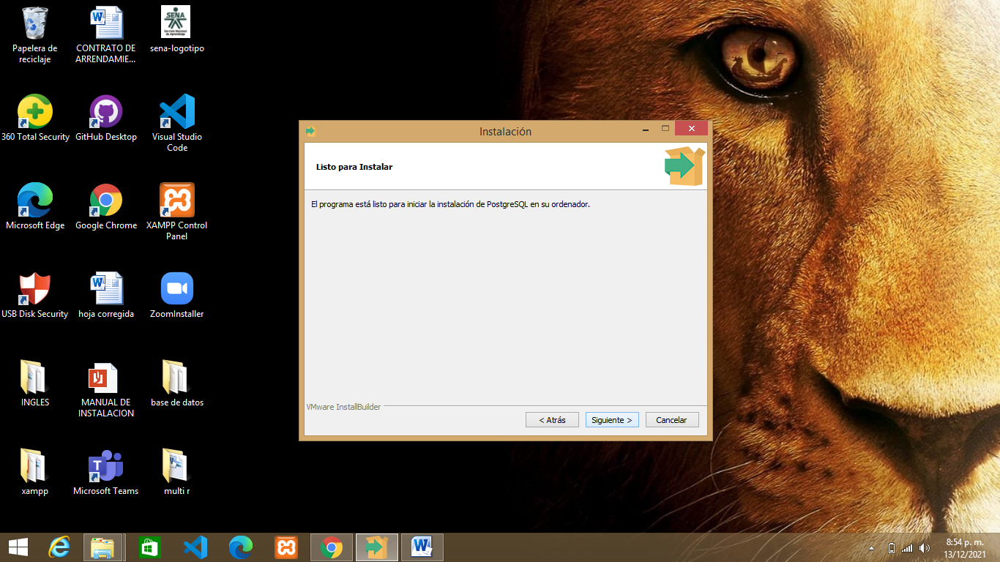 Papelera de
reciclaje
CONTRATO DE
ARRENDAMIE...
SENA
sena-logotipo
360 Total Security
GitHub Desktop
Visual Studio
Code
Microsoft Edge
Google Chrome
XAMPP Control
Panel
USB Disk Security
hoja corregida
ZoomInstaller
INGLES
MANUAL DE
INSTALACION
base de datos
xampp
Microsoft Teams
multi r
Instalación
Listo para Instalar
El programa está listo para iniciar la instalación de PostgreSQL en su ordenador.
VMware InstallBuilder
< Atrás
Siguiente >
Cancelar
8:54 p. m.
13/12/2021